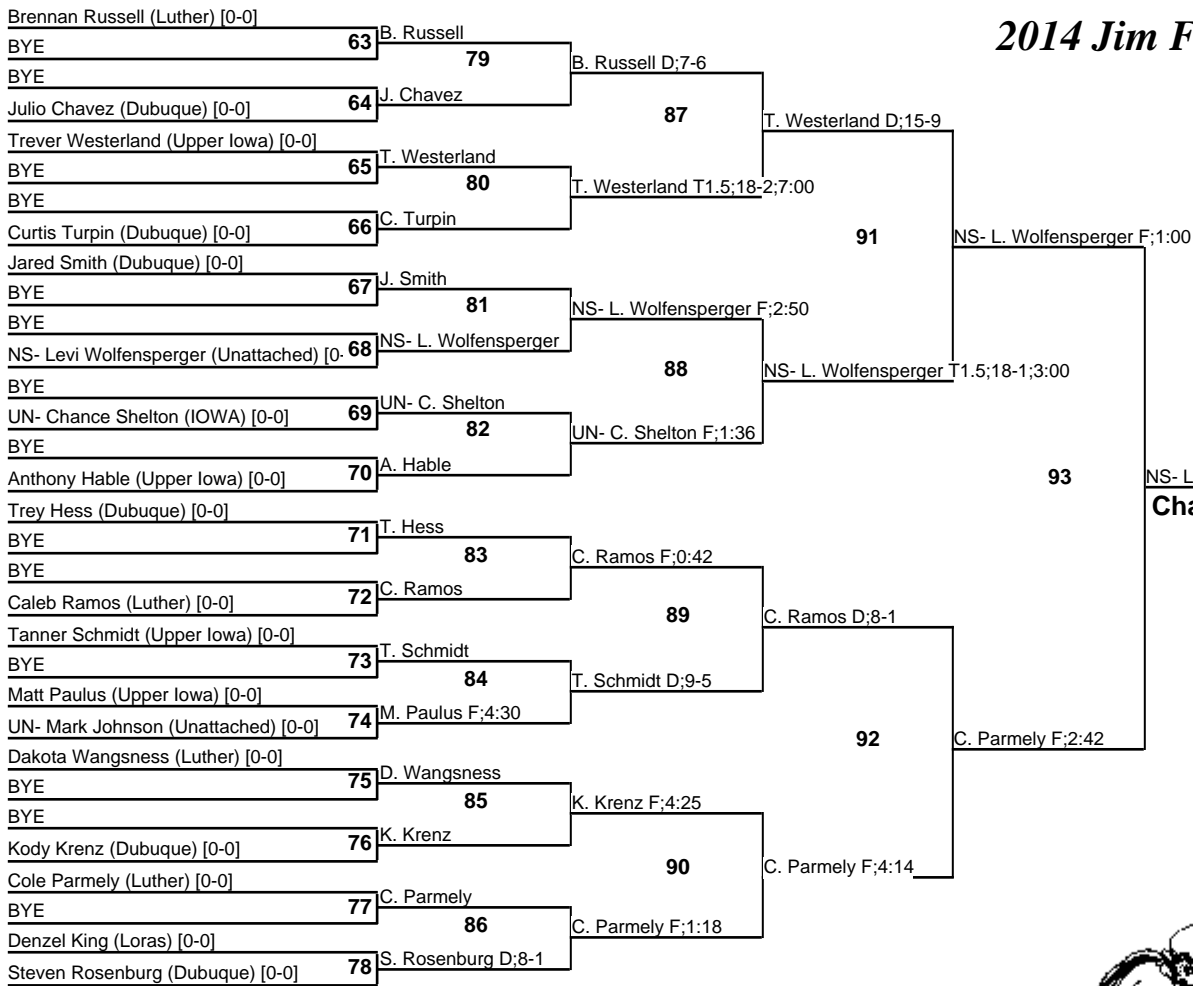 2014 Jim F
Brennan Russell (Luther) [0-0]
BYE
63
BYE
Julio Chavez (Dubuque) [0-0]
64
Trever Westerland (Upper Iowa) [0-0]
BYE
65
BYE
Curtis Turpin (Dubuque) [0-0]
66
Jared Smith (Dubuque) [0-0]
BYE
67
BYE
NS- Levi Wolfensperger (Unattached) [0-
68
BYE
UN- Chance Shelton (IOWA) [0-0]
69
BYE
Anthony Hable (Upper Iowa) [0-0]
70
Trey Hess (Dubuque) [0-0]
BYE
71
BYE
Caleb Ramos (Luther) [0-0]
72
Tanner Schmidt (Upper Iowa) [0-0]
BYE
73
Matt Paulus (Upper Iowa) [0-0]
UN- Mark Johnson (Unattached) [0-0]
74
Dakota Wangsness (Luther) [0-0]
BYE
75
BYE
Kody Krenz (Dubuque) [0-0]
76
Cole Parmely (Luther) [0-0]
BYE
77
Denzel King (Loras) [0-0]
Steven Rosenburg (Dubuque) [0-0]
78
B. Russell
79
J. Chavez
T. Westerland
80
C. Turpin
J. Smith
81
NS- L. Wolfensperger
UN- C. Shelton
82
A. Hable
T. Hess
83
C. Ramos
T. Schmidt
84
M. Paulus F;4:30
D. Wangsness
85
K. Krenz
C. Parmely
86
S. Rosenburg D;8-1
B. Russell D;7-6
87
T. Westerland T1.5;18-2;7:00
NS- L. Wolfensperger F;2:50
88
UN- C. Shelton F;1:36
C. Ramos F;0:42
89
T. Schmidt D;9-5
K. Krenz F;4:25
90
C. Parmely F;1:18
T. Westerland D;15-9
91
NS- L. Wolfensperger T1.5;18-1;3:00
C. Ramos D;8-1
92
C. Parmely F;4:14
NS- L. Wolfensperger F;1:00
93
C. Parmely F;2:42
NS- L
Cha